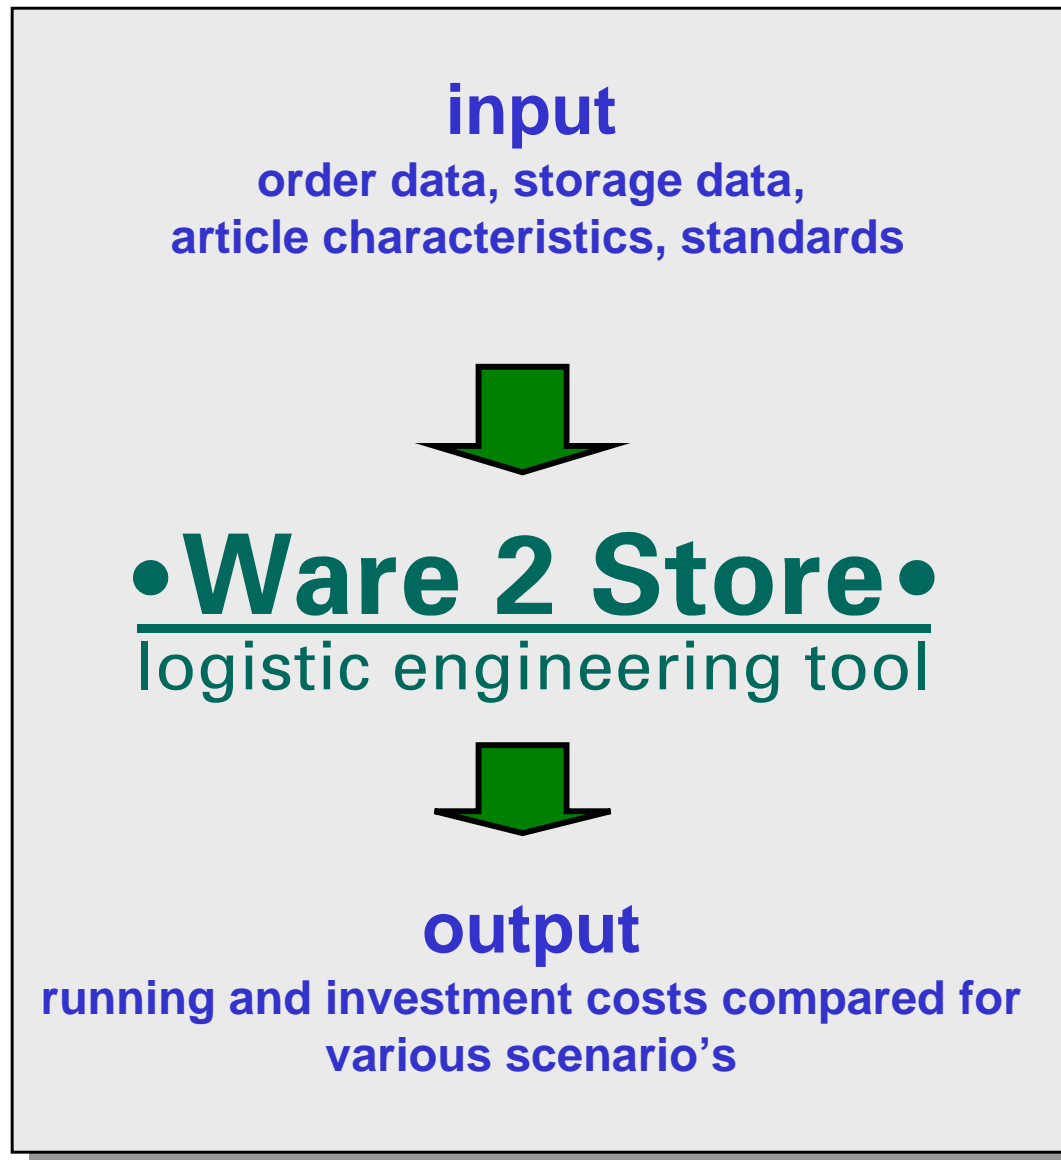 input
order data, storage data,
article characteristics, standards
•Ware 2 Store•
logistic engineering tool
output
running and investment costs compared for
various scenario’s